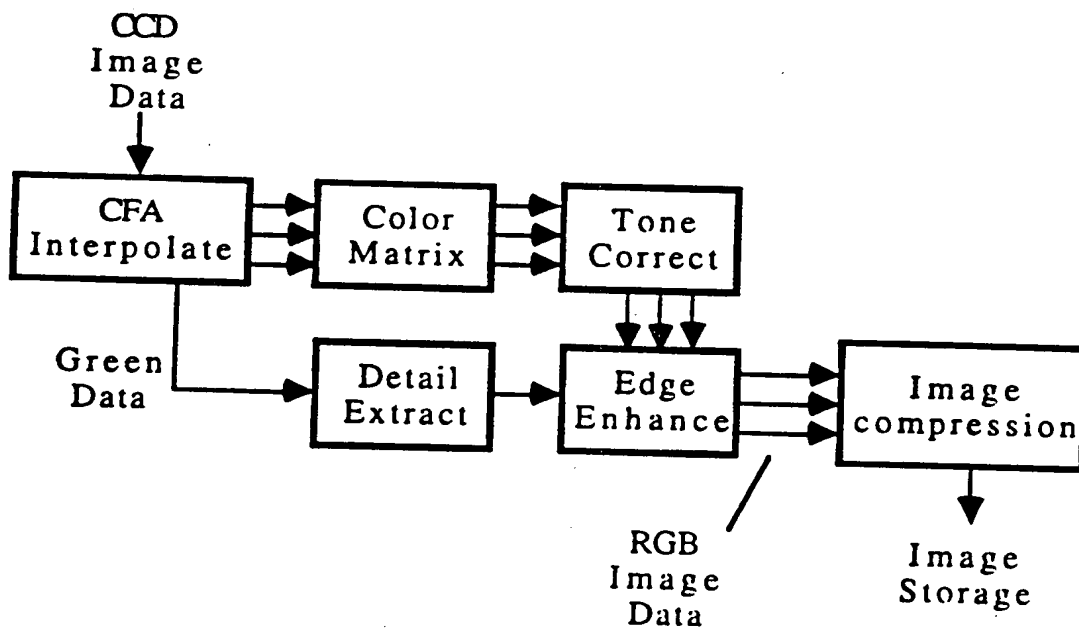 CCD
Image
Data
CFA
Interpolate
Color
Matrix
Tone
Correct
Green
Data
Detail
Extract
Edge
Enhance
Image
compression
RGB
Image
Data
Image
Storage